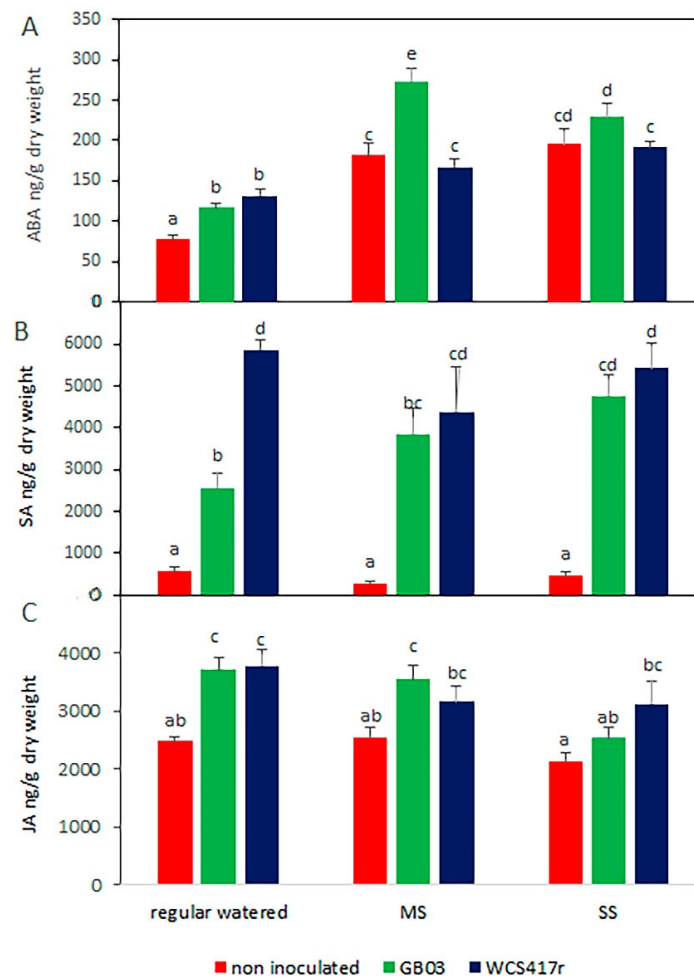 A
ABA ng/g dry weight
350
300
250
200
150
100
50
0
a
b
b
c
e
c
cd
d
c
B
SA ng/g dry weight
6000
5000
4000
3000
2000
1000
0
a
b
d
a
bc
cd
a
cd
d
C
JA ng/g dry weight
4000
3000
2000
1000
0
ab
c
c
ab
c
bc
a
ab
bc
regular watered MS SS
non inoculated GB03 WCS417r